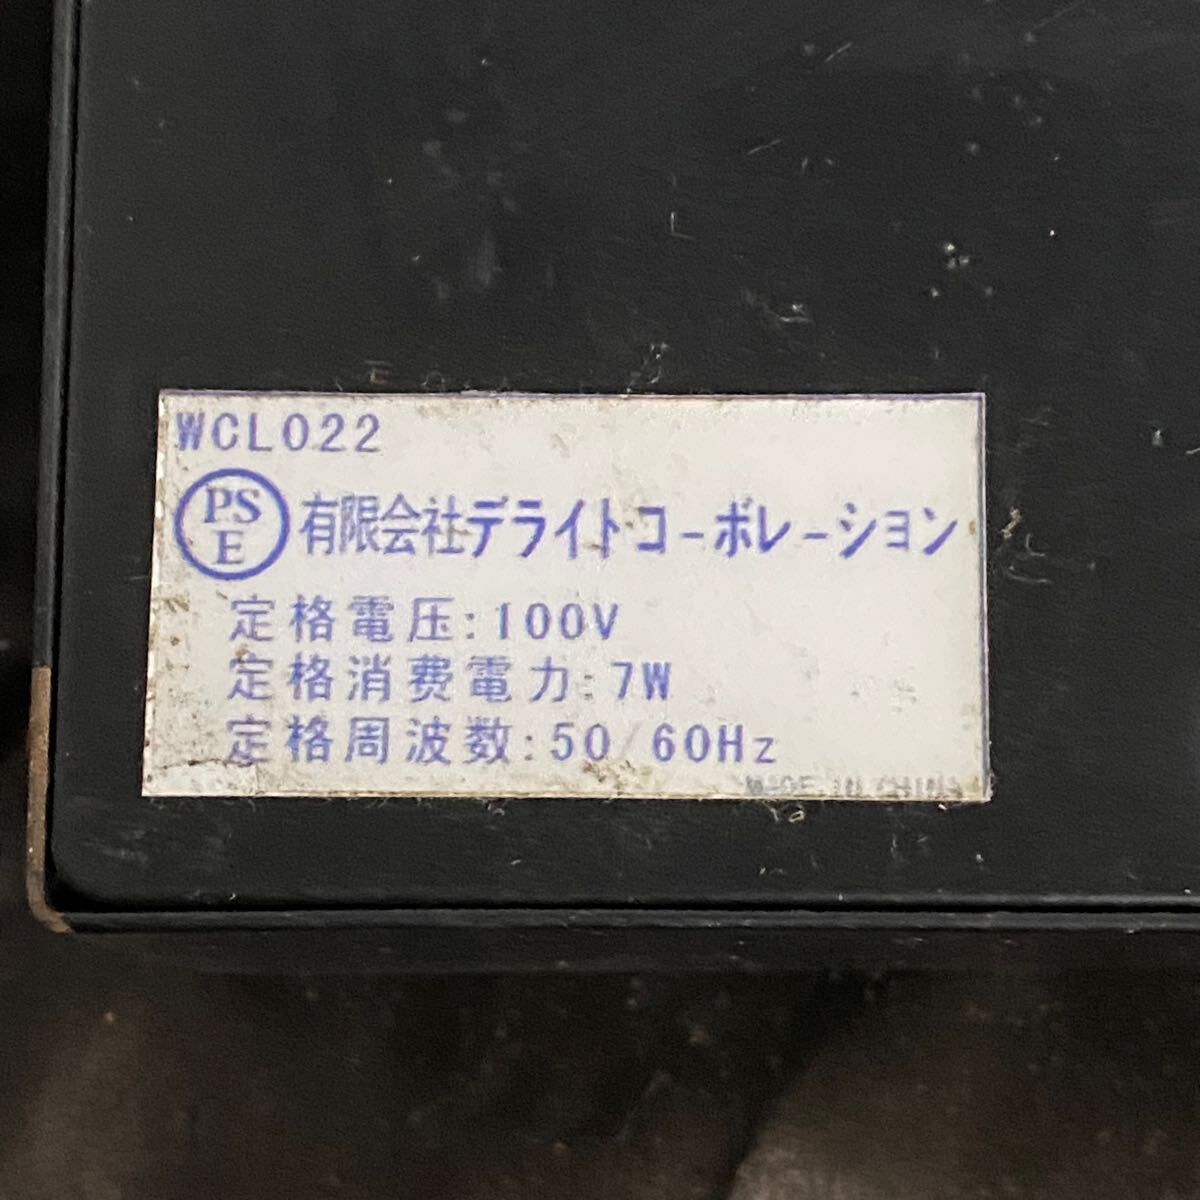 WCL022
PSE 有限会社デライトコーポレーション
定格電圧:100V
定格消費電力:7W
定格周波数:50/60Hz
MADE IN CHINA